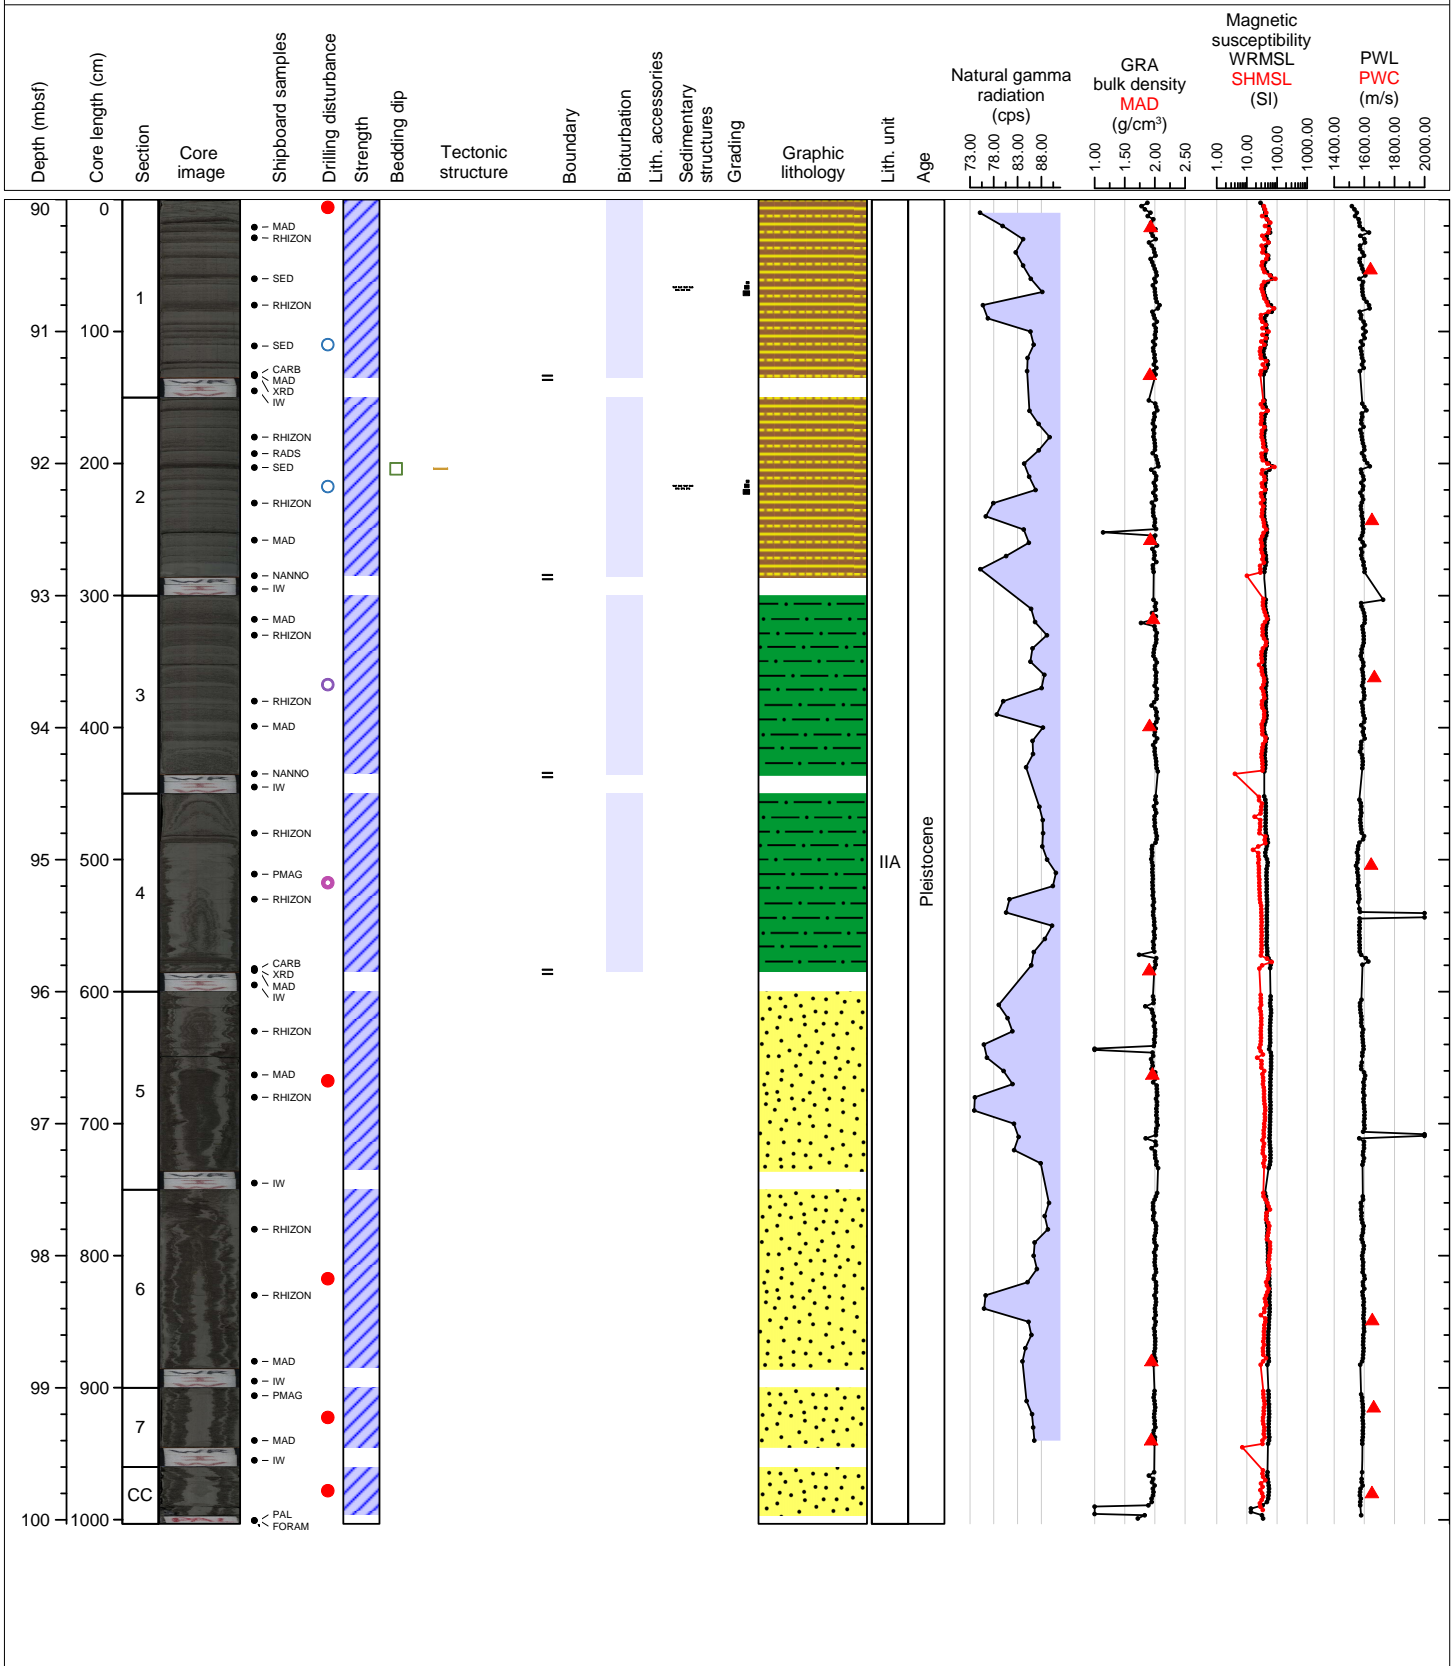 Depth (mbsf)
Core length (cm)
Section
Core
image
Shipboard samples
Drilling disturbance
Strength
Bedding dip
Tectonic
structure
Boundary
Bioturbation
Lith. accessories
Sedimentary
structures
Grading
Graphic
lithology
Lith. unit
Age
Natural gamma
radiation
(cps)
73.00 78.00 83.00 88.00
GRA
bulk density
MAD
(g/cm³)
1.00 1.50 2.00 2.50
Magnetic
susceptibility
WRMSL
SHMSL
(SI)
1.00 10.00 100.00 1000.00
PWL
PWC
(m/s)
1400.00 1600.00 1800.00 2000.00
90 0
MAD
RHIZON
SED
1
RHIZON
91 100
SED
CARB
MAD
XRD
IW
RHIZON
RADS
92 200
SED
2
RHIZON
MAD
NANNO
IW
93 300
MAD
RHIZON
3
RHIZON
94 400
MAD
NANNO
IW
RHIZON
95 500
IIA
Pleistocene
PMAG
4
RHIZON
CARB
XRD
MAD
IW
96 600
RHIZON
MAD
5
RHIZON
97 700
IW
RHIZON
98 800
6
RHIZON
MAD
IW
99 900
PMAG
7
MAD
IW
CC
PAL
100 1000
FORAM